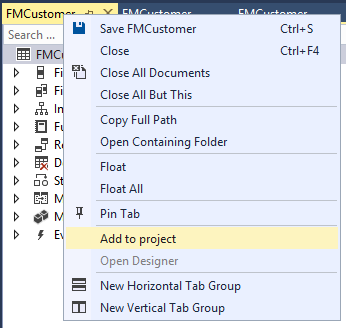 FMCustomer
FMCustomer
FMCustomer
Search ...
FMCu
Fi
Fi
In
Fu
Re
D
St
M
M
Ev
Save FMCustomer Ctrl+S
Close Ctrl+F4
Close All Documents
Close All But This
Copy Full Path
Open Containing Folder
Float
Float All
Pin Tab
Add to project
Open Designer
New Horizontal Tab Group
New Vertical Tab Group